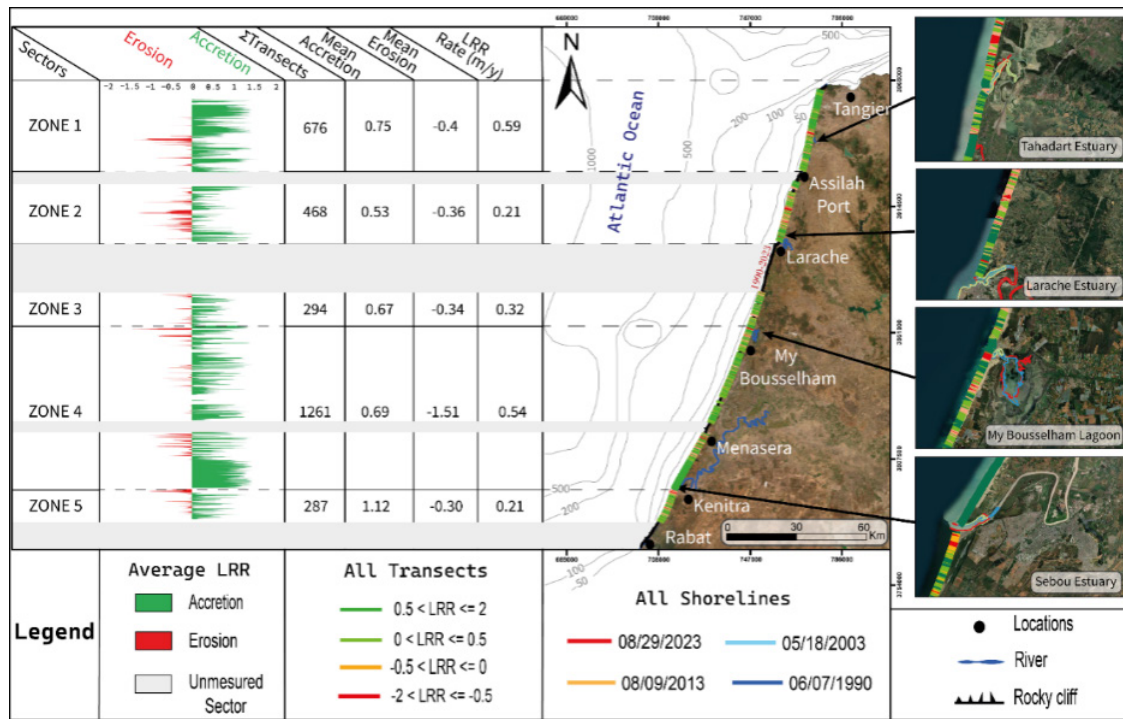 Sectors
Erosion
Accretion
ΣTransects
Mean Accretion
Mean Erosion
LRR Rate (m/y)
-2 -1.5 -1 -0.5 0 0.5 1 1.5 2
ZONE 1 676 0.75 -0.4 0.59
ZONE 2 468 0.53 -0.36 0.21
ZONE 3 294 0.67 -0.34 0.32
ZONE 4 1261 0.69 -1.51 0.54
ZONE 5 287 1.12 -0.30 0.21
N
Atlantic Ocean
1000
500
200
100
-50
500
500
1990-2023
Tangier
Assilah
Port
Larache
My
Bousselham
Menasera
Kenitra
Rabat
500
200
100
-50
0 30 60
Km
Tahadart Estuary
Larache Estuary
My Bousselham Lagoon
Sebou Estuary
Legend
Average LRR
Accretion
Erosion
Unmesured
Sector
All Transects
0.5 < LRR <= 2
0 < LRR <= 0.5
-0.5 < LRR <= 0
-2 < LRR <= -0.5
All Shorelines
08/29/2023
05/18/2003
08/09/2013
06/07/1990
Locations
River
Rocky cliff